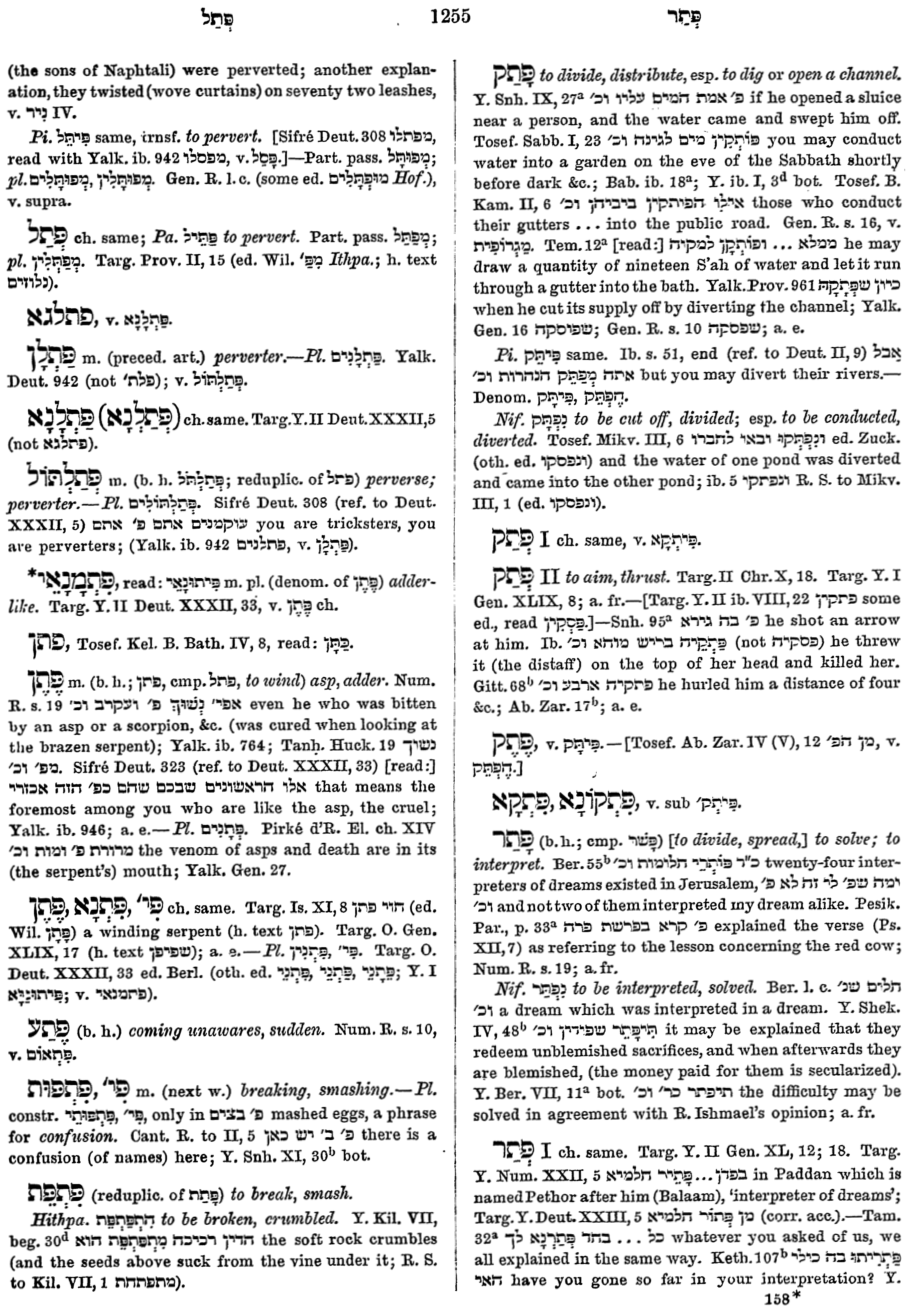 פְּתַל
1255
פְּתַר
(the sons of Naphtali) were perverted; another explan-
ation, they twisted (wove curtains) on seventy two leashes,
v. נִיר IV.
Pi. פִּיתֵּל same, trnsf. to pervert. [Sifré Deut. 308 מפתלו,
read with Yalk. ib. 942 מפסלו, v. פָּסַל.]—Part. pass. מְפוּתָּל;
pl. מְפוּתָּלִים, מְפוּתָּלִין. Gen. R. l. c. (some ed. מוּפְתָּלִים Hof.),
v. supra.
פְּתַל ch. same; Pa. פַּתֵּיל to pervert. Part. pass. מְפַתַּל;
pl. מְפַתְּלִין. Targ. Prov. II, 15 (ed. Wil. 'מִפַּ Ithpa.; h. text
נלוזים).
פתלגא, v. פְּתַלְנָא.
פַּתְלָן m. (preced. art.) perverter.—Pl. פַּתְלָנִים. Yalk.
Deut. 942 (not 'פלת); v. פְּתַלְתּוֹל.
פַּתְלָנָא (פְּתַלְנָא) ch. same. Targ. Y. II Deut. XXXII, 5
(not פתלגא).
פְּתַלְתּוֹל m. (b. h. פְּתַלְתֹּל; reduplic. of פתל) perverse;
perverter.—Pl. פְּתַלְתּוֹלִים. Sifré Deut. 308 (ref. to Deut.
XXXII, 5) עוקמנים אתם פ' אתם you are tricksters, you
are perverters; (Yalk. ib. 942 פתלנים, v. פַּתְלָן).
*פִּתְמָנָאֵי, read: פִּיתוּנָאֵי m. pl. (denom. of פֶּתֶן) adder-
like. Targ. Y. II Deut. XXXII, 33, v. פֶּתֶן ch.
פתן, Tosef. Kel. B. Bath. IV, 8, read: כַּתָּן.
פֶּתֶן m. (b. h.; פתן, cmp. פתל, to wind) asp, adder. Num.
R. s. 19 אפי' נְשׁוּךְ פ' ועקרב וכ' even he who was bitten
by an asp or a scorpion, &c. (was cured when looking at
the brazen serpent); Yalk. ib. 764; Tanḥ. Huck. 19 נשוך
מפ' וכ'. Sifré Deut. 323 (ref. to Deut. XXXII, 33) [read:]
אלו הראשונים שבכם שהם כפ' הזה אכזרי that means the
foremost among you who are like the asp, the cruel;
Yalk. ib. 946; a. e.—Pl. פְּתָנִים. Pirké d'R. El. ch. XIV
מרורת פ' ומות וכ' the venom of asps and death are in its
(the serpent's) mouth; Yalk. Gen. 27.
פֶּתֶן, פִּתְנָא, 'פִּי ch. same. Targ. Is. XI, 8 חוי פתן (ed.
Wil. פָּתָן) a winding serpent (h. text פתן). Targ. O. Gen.
XLIX, 17 (h. text שפיפן); a. e.—Pl. פִּתְנִין, 'פִּי. Targ. O.
Deut. XXXII, 33 ed. Berl. (oth. ed. פִּתְנֵי, פַּתְנֵי, פֵּתָנֵי; Y. I
פִּיתוּנַיָּא; v. פתמנאי).
פֶּתַע (b. h.) coming unawares, sudden. Num. R. s. 10,
v. פִּתְאוֹם.
פִּתְפּוּת, 'פִּי m. (next w.) breaking, smashing.—Pl.
constr. פִּתְפּוּתֵי, 'פִּי, only in פ' בצים mashed eggs, a phrase
for confusion. Cant. R. to II, 5 פ' ב' יש כאן there is a
confusion (of names) here; Y. Snh. XI, 30b bot.
פִּתְפֵּת (reduplic. of פָּתַת) to break, smash.
Hithpa. הִתְפַּתְפֵּת to be broken, crumbled. Y. Kil. VII,
beg. 30d הדין רכיכה מִתְפַּתְפֵּת הוא the soft rock crumbles
(and the seeds above suck from the vine under it; R. S.
to Kil. VII, 1 מתפתחת).
פָּתַק to divide, distribute, esp. to dig or open a channel.
Y. Snh. IX, 27a פ' אמת המים עליו וכ' if he opened a sluice
near a person, and the water came and swept him off.
Tosef. Sabb. I, 23 פּוֹתְקִין מים לגינה וכ' you may conduct
water into a garden on the eve of the Sabbath shortly
before dark &c.; Bab. ib. 18a; Y. ib. I, 3d bot. Tosef. B.
Kam. II, 6 אילו הפיתקין ביביהן וכ' those who conduct
their gutters ... into the public road. Gen. R. s. 16, v.
מַגְרוֹפִית. Tem. 12a [read:] ממלא ... ופותְקָן למקיה he may
draw a quantity of nineteen S'ah of water and let it run
through a gutter into the bath. Yalk. Prov. 961 כיון שפְּתָקָהּ
when he cut its supply off by diverting the channel; Yalk.
Gen. 16 שפיסקה; Gen. R. s. 10 שפסקה; a. e.
Pi. פִּיתֵּק same. Ib. s. 51, end (ref. to Deut. II, 9) אבל
אתה מְפַתֵּק הנהרות וכ' but you may divert their rivers.—
Denom. פִּיתָּק, הֶפְתֵּק.
Nif. נִפְתַּק to be cut off, divided; esp. to be conducted,
diverted. Tosef. Mikv. III, 6 ונִפְתְּקוּ ובאו לחברו ed. Zuck.
(oth. ed. ונפסקו) and the water of one pond was diverted
and came into the other pond; ib. 5 ונפתקו R. S. to Mikv.
III, 1 (ed. ונפסקו).
פְּתַק I ch. same, v. פִּיתְקָא.
פְּתַק II to aim, thrust. Targ. II Chr. X, 18. Targ. Y. I
Gen. XLIX, 8; a. fr.—[Targ. Y. II ib. VIII, 22 פתקין some
ed., read פַּסְקִין.]—Snh. 95a פ' בה גירא he shot an arrow
at him. Ib. פְּתָקֵיהּ בריש מוחא וכ' (not פסקיה) he threw
it (the distaff) on the top of her head and killed her.
Gitt. 68b פתקיה ארבע וכ' he hurled him a distance of four
&c.; Ab. Zar. 17b; a. e.
פֶּתֶק, v. פִּיתָּק.—[Tosef. Ab. Zar. IV (V), 12 מן הפ', v.
הֶפְתֵּק.]
פִּתְקוֹנָא, פִּתְקָא, v. sub 'פִּיתְק.
פָּתַר (b. h.; cmp. פָּשַׁר) [to divide, spread,] to solve; to
interpret. Ber. 55b כ"ד פּוֹתְרֵי חלומות וכ' twenty-four inter-
preters of dreams existed in Jerusalem, ומה שפ' לי זה לא פ'
וכ' and not two of them interpreted my dream alike. Pesik.
Par., p. 33a פ' קרא בפרשת פרה explained the verse (Ps.
XII, 7) as referring to the lesson concerning the red cow;
Num. R. s. 19; a. fr.
Nif. נִפְתַּר to be interpreted, solved. Ber. l. c. חלום שנ'
וכ' a dream which was interpreted in a dream. Y. Shek.
IV, 48b תִּיפָּתֵר שפידין וכ' it may be explained that they
redeem unblemished sacrifices, and when afterwards they
are blemished, (the money paid for them is secularized).
Y. Ber. VII, 11a bot. תיפתר כר' וכ' the difficulty may be
solved in agreement with R. Ishmael's opinion; a. fr.
פְּתַר I ch. same. Targ. Y. II Gen. XL, 12; 18. Targ.
Y. Num. XXII, 5 בפדן...פָּתֵיר חלמיא in Paddan which is
named Pethor after him (Balaam), 'interpreter of dreams';
Targ. Y. Deut. XXIII, 5 מן פְּתוֹר חלמיא (corr. acc.).—Tam.
32a כל ... בחד פְּתַרְנָא לך whatever you asked of us, we
all explained in the same way. Keth. 107b פַּתְרִיתוּ בה כולי
האי have you gone so far in your interpretation? Y.
158*